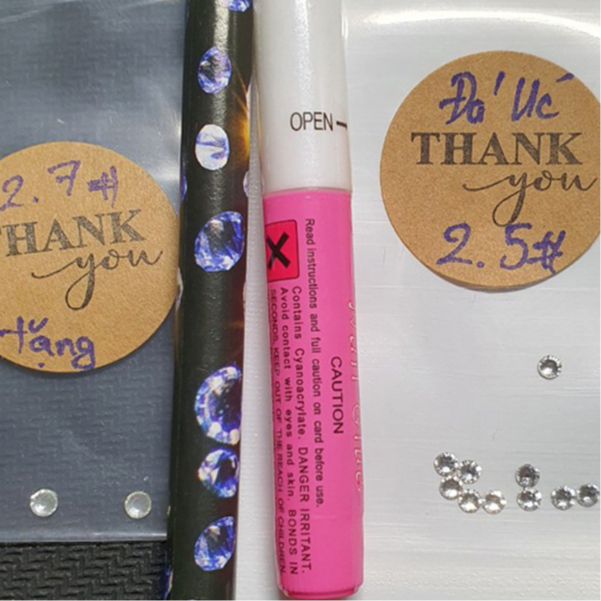 2.7#
THANK
you
tặng
OPEN
Read instructions and full caution on card before use.
CAUTION
Contains Cyanoacrylate. DANGER IRRITANT.
Avoid contact with eyes and skin. BONDS IN
SECONDS. KEEP OUT OF THE REACH OF CHILDREN.
Đá Úc
THANK
you
2.5#